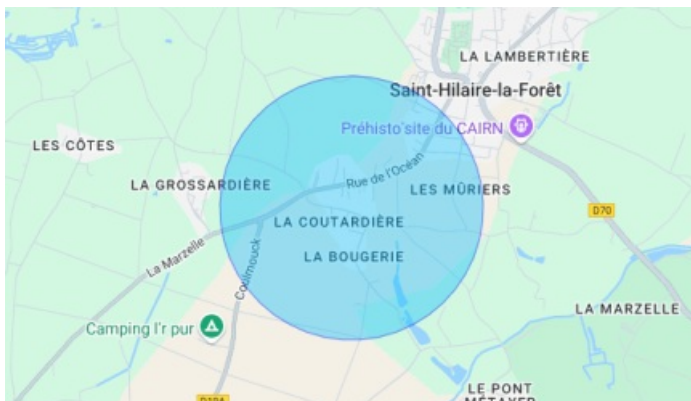 LA LAMBERTIÈRE
Saint-Hilaire-la-Forêt
Préhisto'site du CAIRN
LES CÔTES
LA GROSSARDIÈRE
Rue de l'Océan
LES MÛRIERS
D70
LA COUTARDIÈRE
La Marzelle
LA BOUGERIE
Coulmouck
LA MARZELLE
Camping l'r pur
LE PONT
MÉTAYER
D104